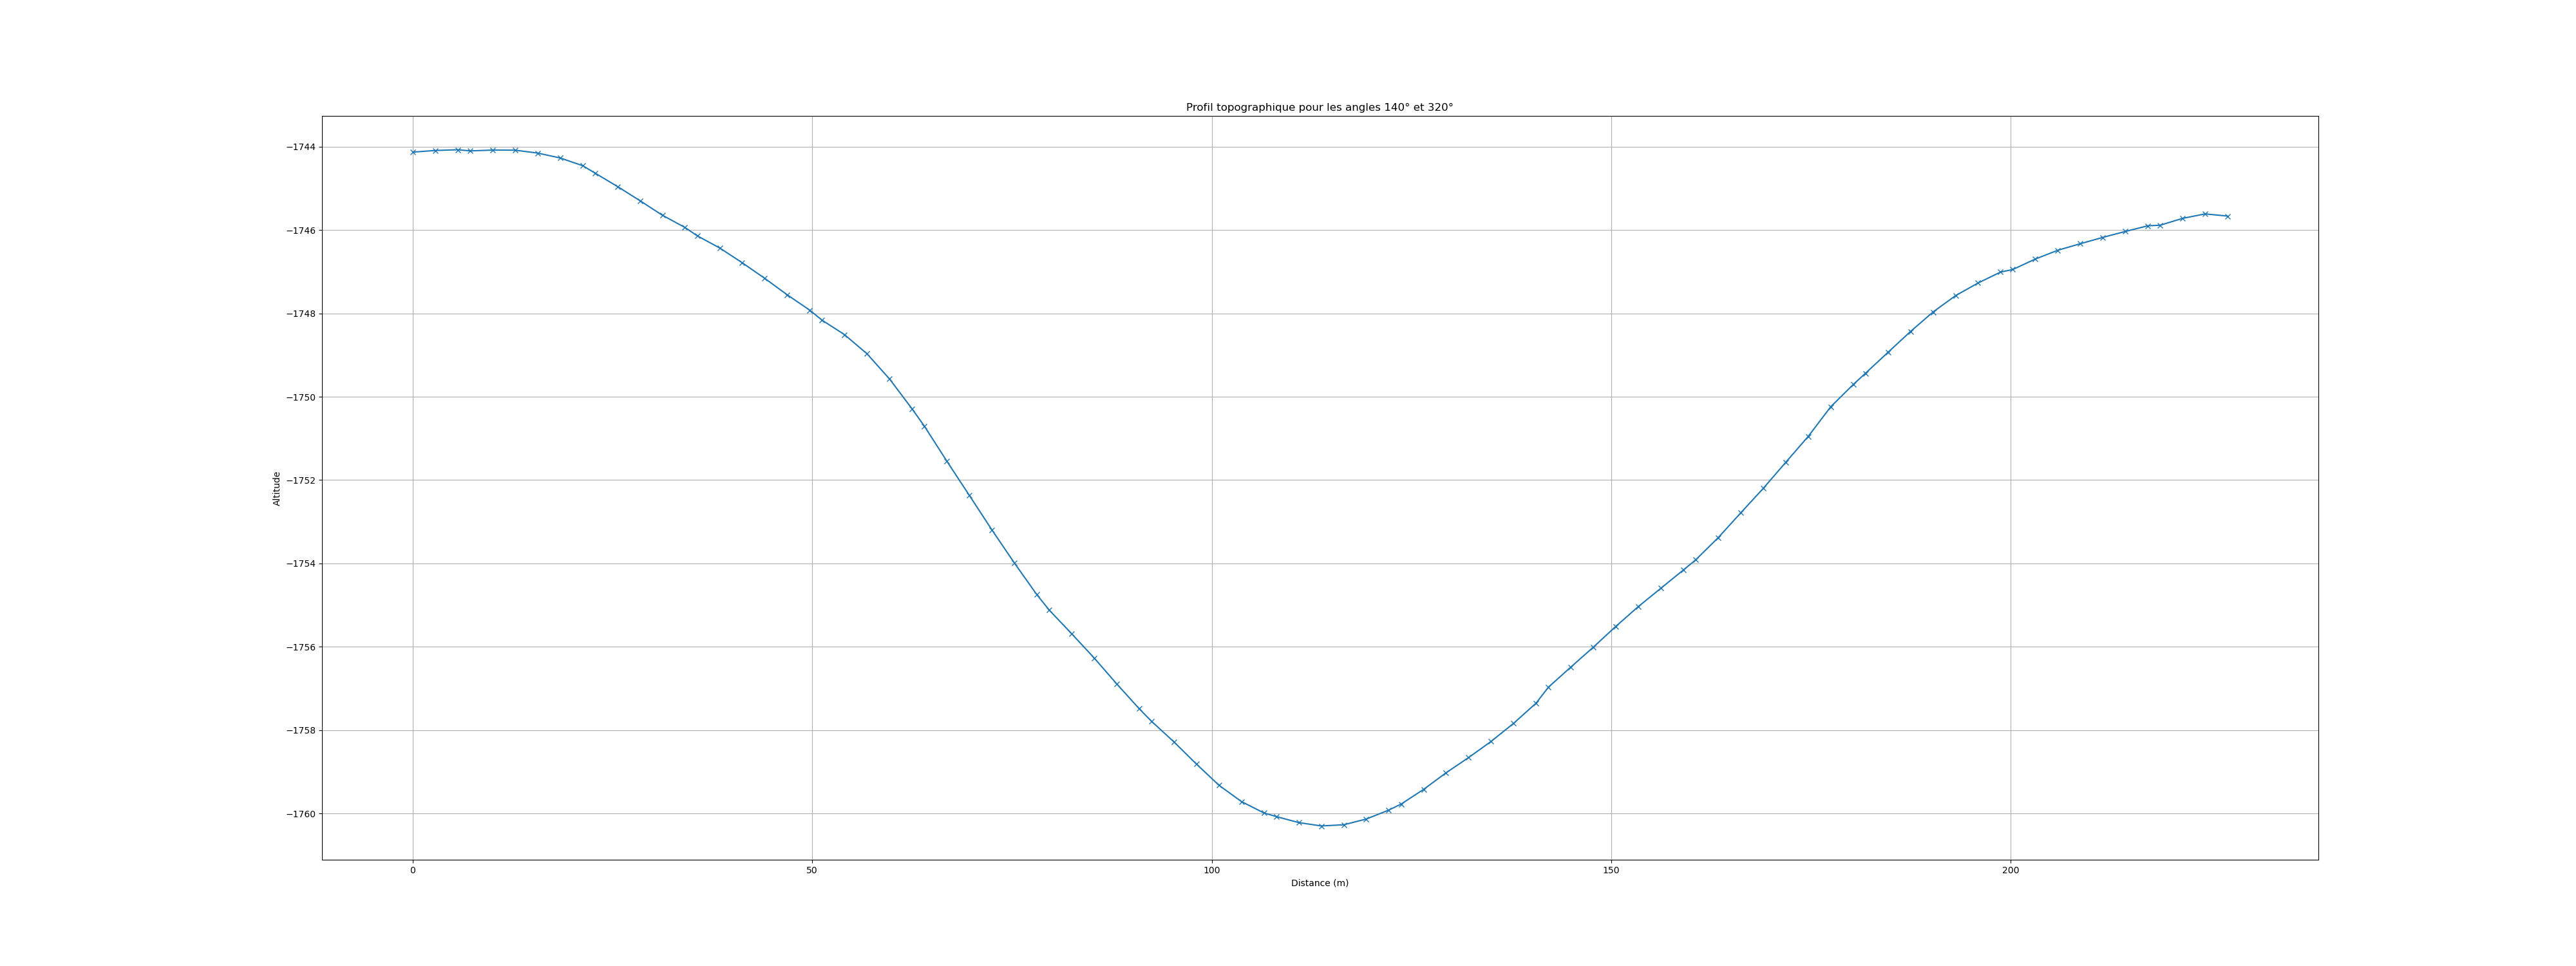 Profil topographique pour les angles 140° et 320°
−1744
−1746
−1748
−1750
−1752
−1754
−1756
−1758
−1760
Altitude
0 50 100 150 200
Distance (m)